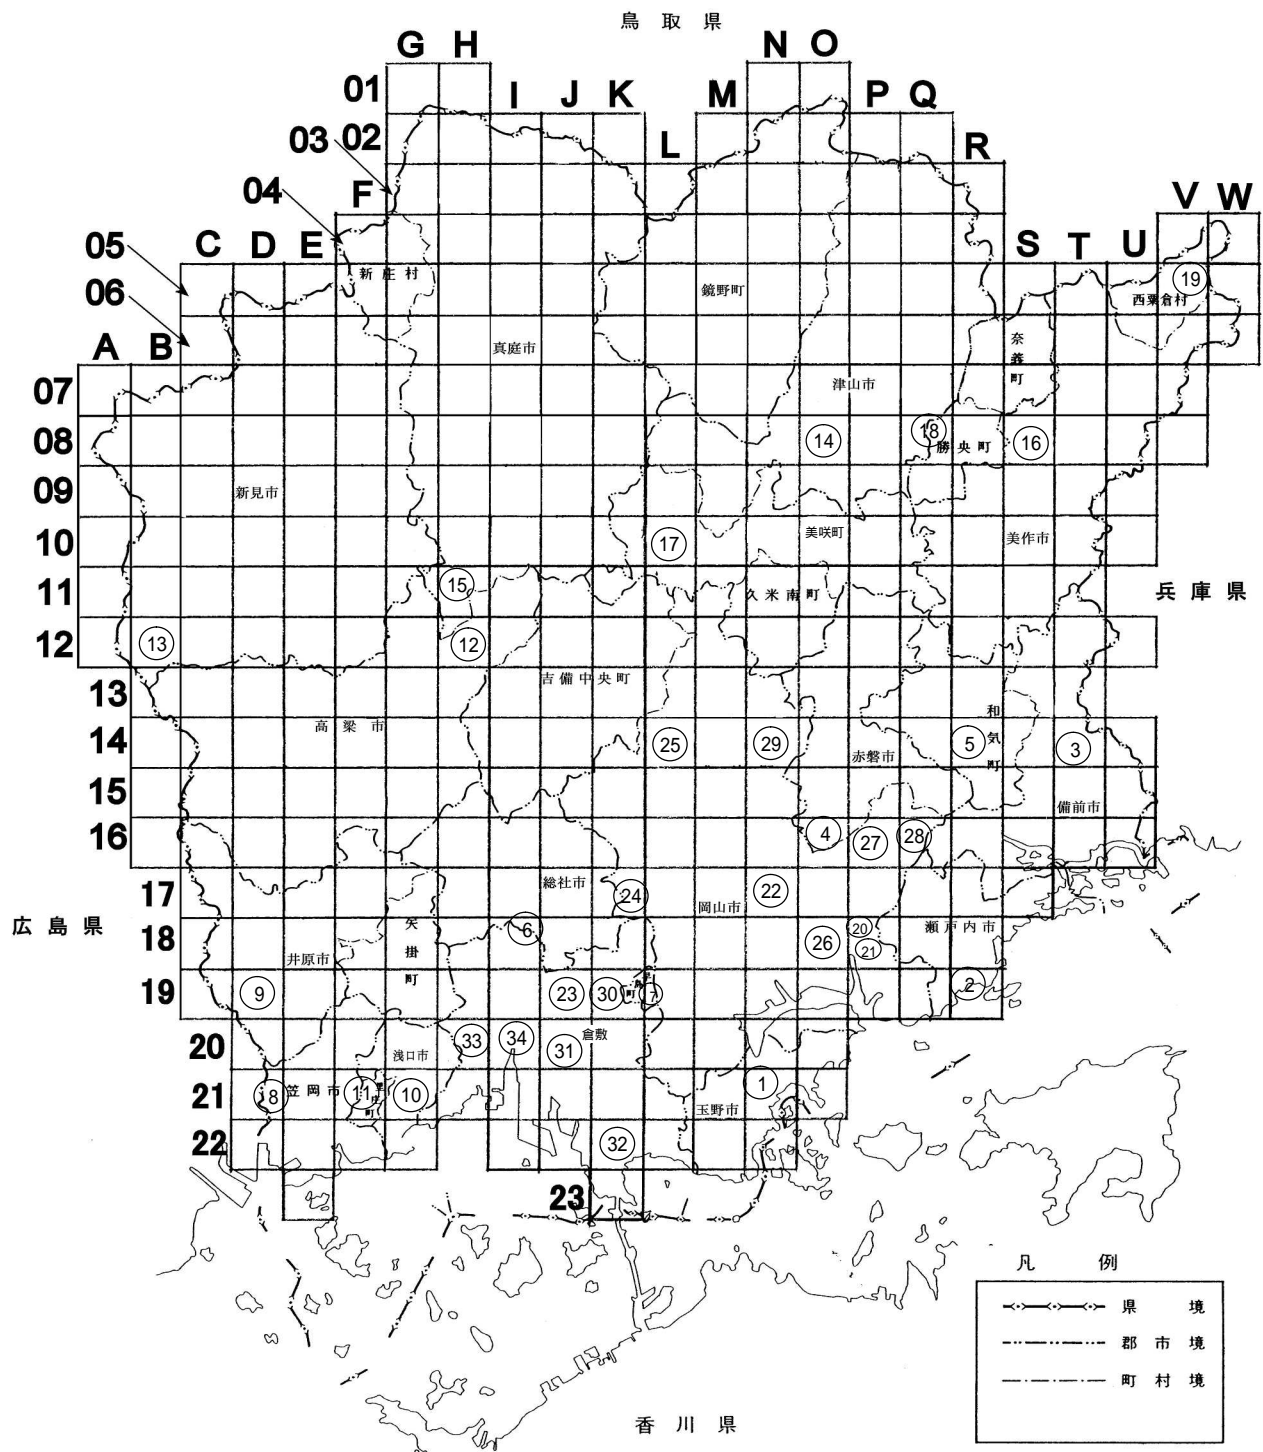 鳥取県
G H N O
01 I J K M P Q
03 02 L R
04 F V W
05 C D E S T U
新庄村
19
06 鏡野町 西粟倉村
A B 真庭市 奈義町
07 津山市
08 14 18 勝央町 16
09 新見市
10 17 美咲町 美作市
11 15 久米南町 兵庫県
12 13 12
13 吉備中央町
14 高梁市 25 29 赤磐市 5 和気町 3
15 備前市
16 4 27 28
17 総社市 24 岡山市 22
広島県 矢掛町
18 井原市 6 26 20 21 瀬戸内市
19 9 23 30 早島町 7 2
20 浅口市 33 34 31 倉敷
21 8 笠岡市 11 里庄町 10 玉野市 1
22 32
23
凡例
県境
郡市境
町村境
香川県